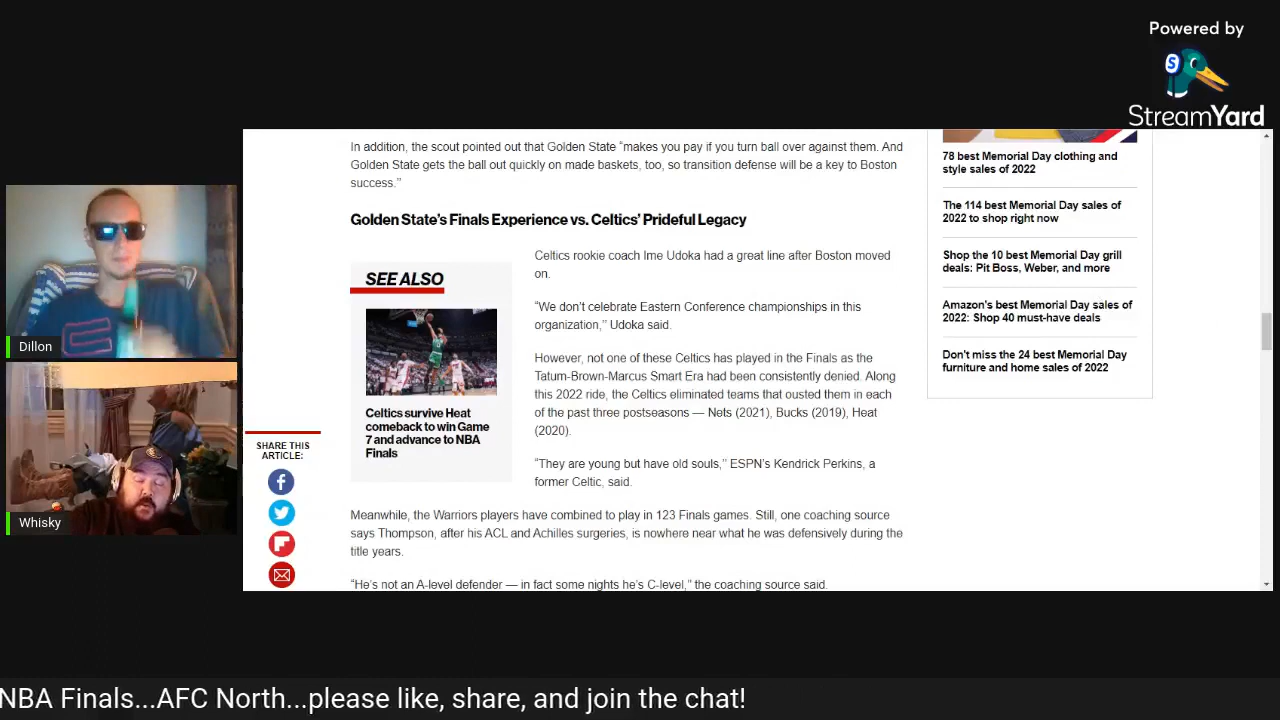 Powered by
StreamYard
In addition, the scout pointed out that Golden State “makes you pay if you turn ball over against them. And
Golden State gets the ball out quickly on made baskets, too, so transition defense will be a key to Boston
success.”
Golden State’s Finals Experience vs. Celtics’ Prideful Legacy
SEE ALSO
Celtics survive Heat
comeback to win Game
7 and advance to NBA
Finals
Celtics rookie coach Ime Udoka had a great line after Boston moved
on.
“We don’t celebrate Eastern Conference championships in this
organization,” Udoka said.
However, not one of these Celtics has played in the Finals as the
Tatum-Brown-Marcus Smart Era had been consistently denied. Along
this 2022 ride, the Celtics eliminated teams that ousted them in each
of the past three postseasons — Nets (2021), Bucks (2019), Heat
(2020).
“They are young but have old souls,” ESPN’s Kendrick Perkins, a
former Celtic, said.
Meanwhile, the Warriors players have combined to play in 123 Finals games. Still, one coaching source
says Thompson, after his ACL and Achilles surgeries, is nowhere near what he was defensively during the
title years.
“He’s not an A-level defender — in fact some nights he’s C-level,” the coaching source said.
78 best Memorial Day clothing and
style sales of 2022
The 114 best Memorial Day sales of
2022 to shop right now
Shop the 10 best Memorial Day grill
deals: Pit Boss, Weber, and more
Amazon's best Memorial Day sales of
2022: Shop 40 must-have deals
Don't miss the 24 best Memorial Day
furniture and home sales of 2022
SHARE THIS
ARTICLE:
Dillon
Whisky
NBA Finals...AFC North...please like, share, and join the chat!